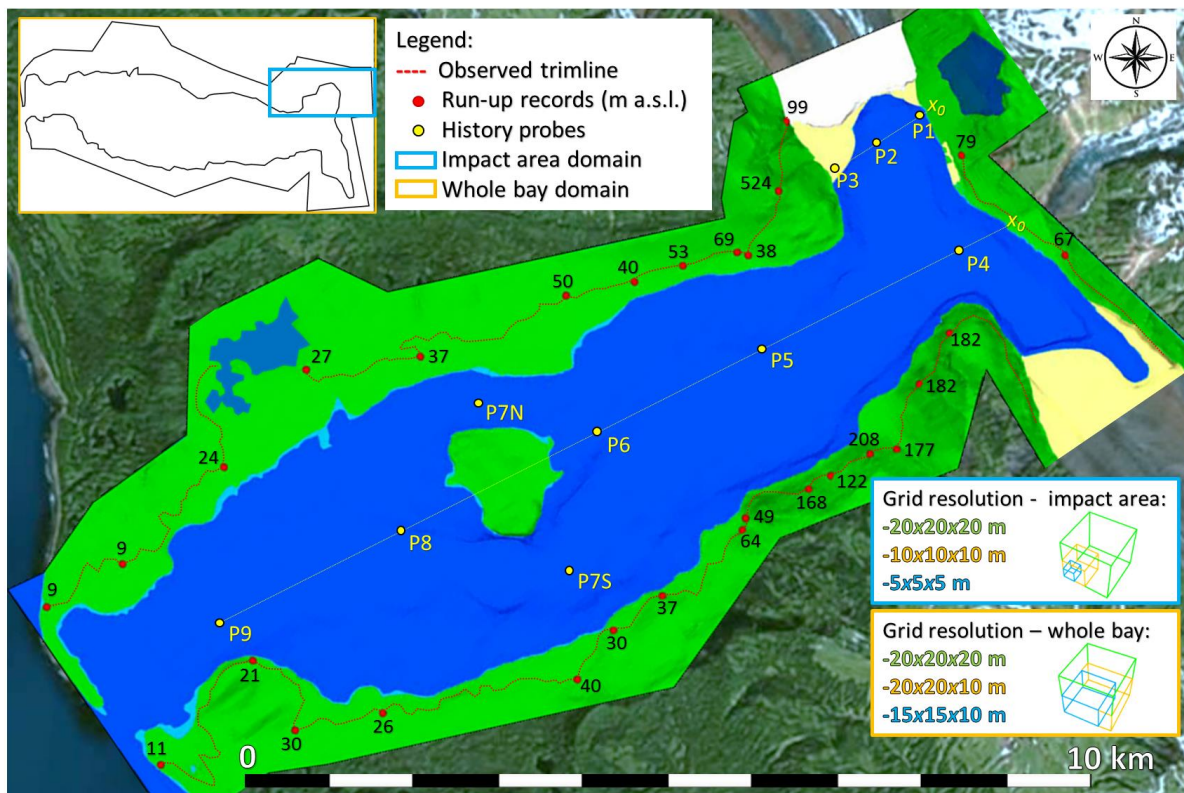 Legend:
Observed trimline
Run-up records (m a.s.l.)
History probes
Impact area domain
Whole bay domain
N
W E
S
99
x₀
P1
P2
79
P3
524
x₀
69
38
67
53
P4
40
50
P5
182
27
37
182
P7N
P6
208
177
24
122
168
49
64
P8
9
P7S
9
37
P9
30
21
40
26
30
11
Grid resolution - impact area:
-20x20x20 m
-10x10x10 m
-5x5x5 m
Grid resolution – whole bay:
-20x20x20 m
-20x20x10 m
-15x15x10 m
0 10 km